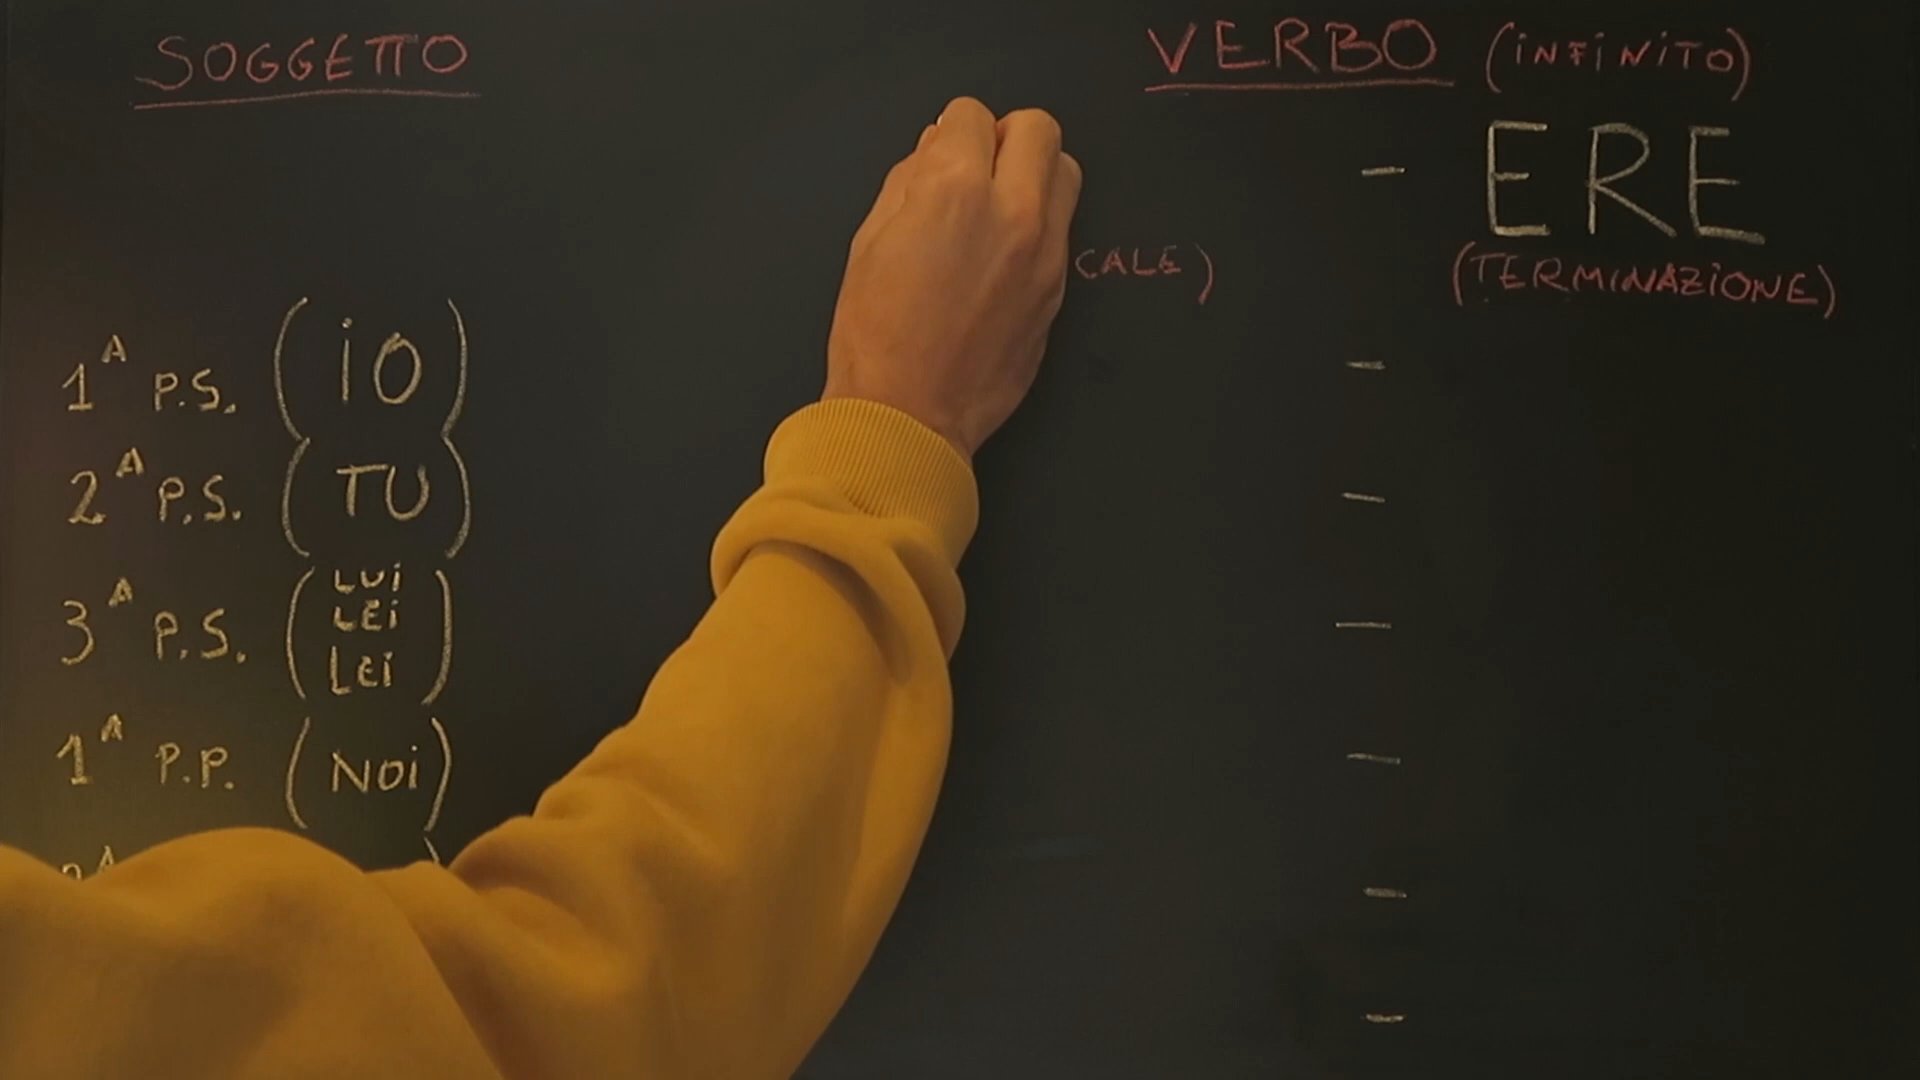 SOGGETTO
VERBO (iNFiNiTO)
- ERE
CALE)
(TERMiNAZiONE)
1ᴬ P.S. (iO) -
2ᴬ P.S. (TU) -
3ᴬ P.S. (LUi
LEi
LEi) -
1ᴬ P.P. (NOi) -
-
-